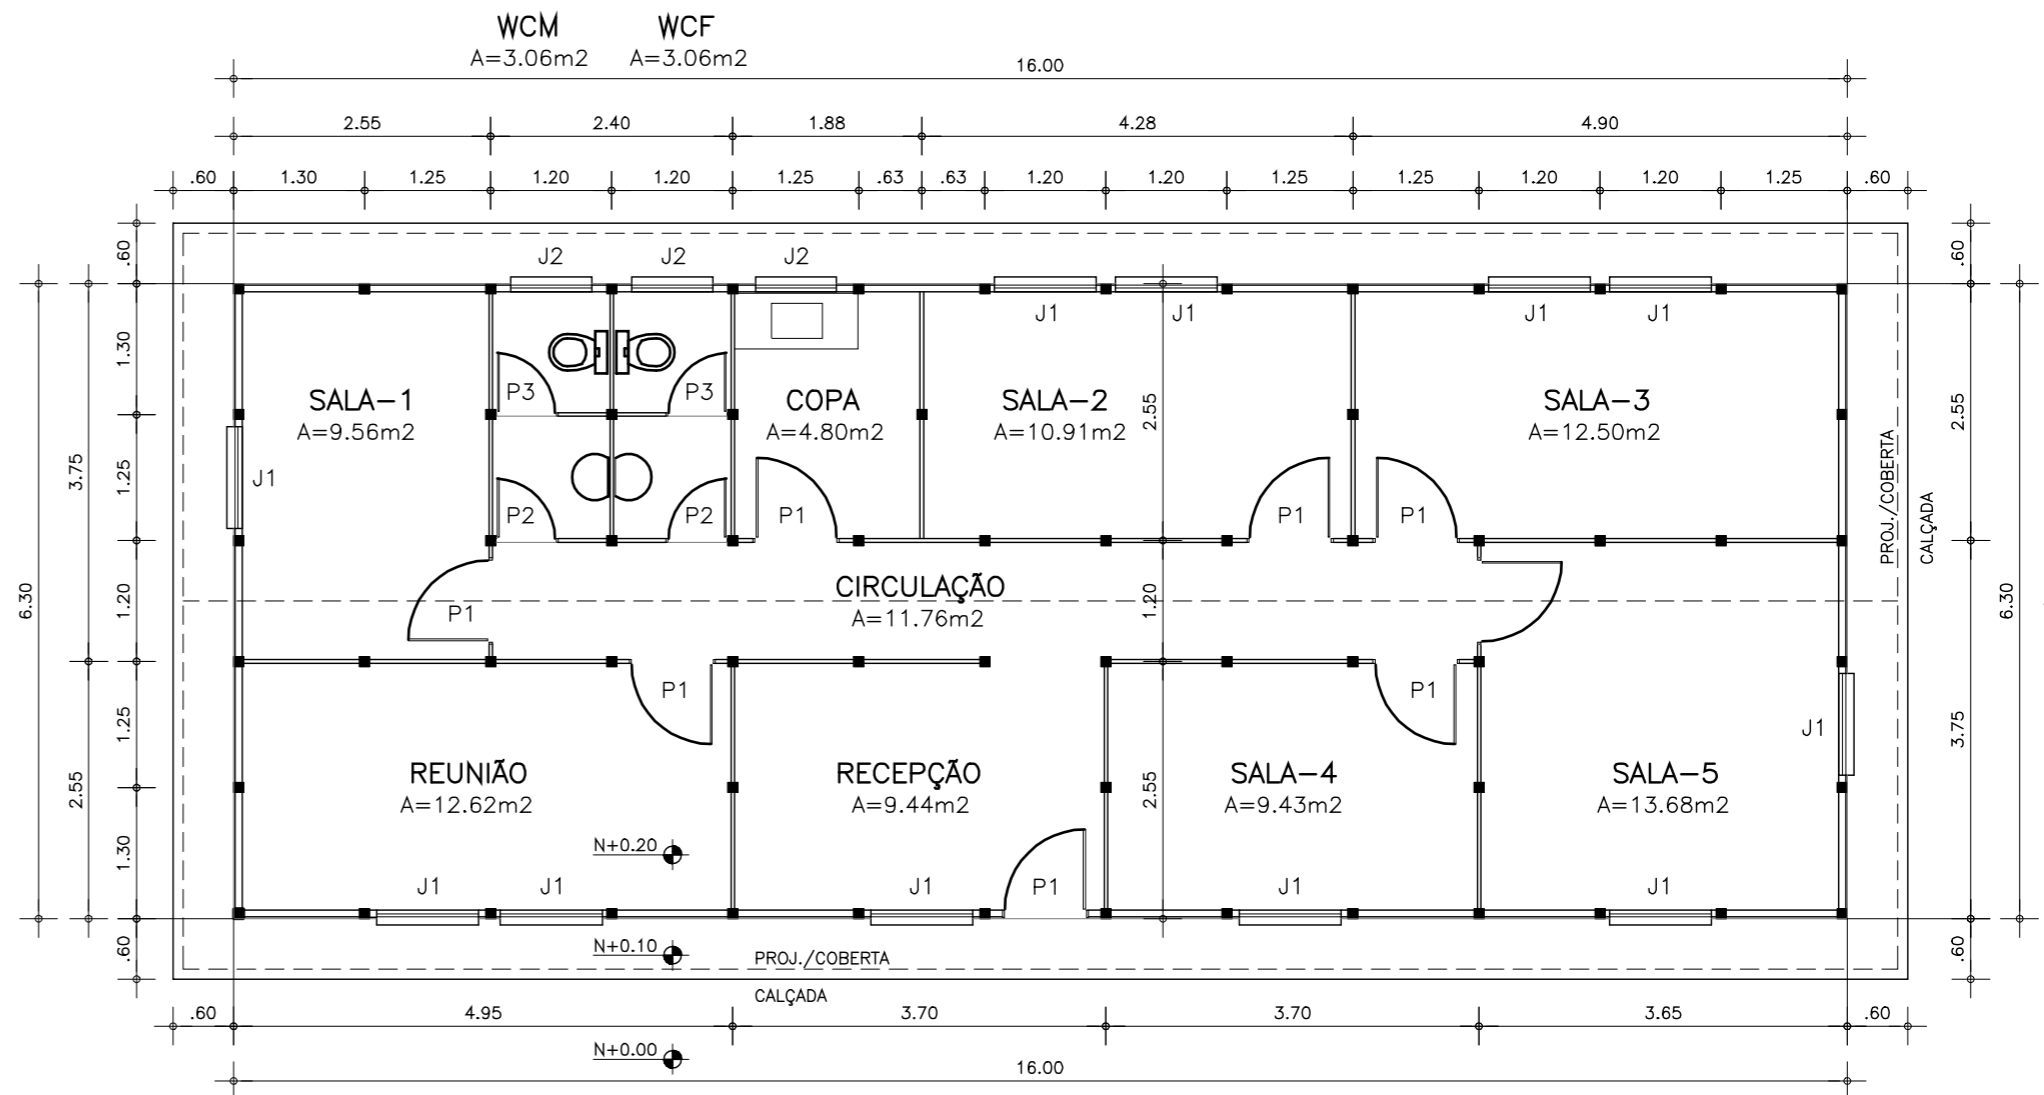 WCM WCF
A=3.06m2 A=3.06m2
16.00
2.55 2.40 1.88 4.28 4.90
.60 1.30 1.25 1.20 1.20 1.25 .63 .63 1.20 1.20 1.25 1.25 1.20 1.20 1.25 .60
.60 .60
J2 J2 J2
J1 J1 J1 J1
1.30
P3 P3
SALA-1 COPA SALA-2 SALA-3
A=9.56m2 A=4.80m2 A=10.91m2 A=12.50m2
2.55 2.55
3.75 1.25 J1
P2 P2 P1 P1 P1
PROJ./COBERTA
CALÇADA
6.30 1.20 1.20 6.30
CIRCULAÇÃO
A=11.76m2
P1
P1 P1
1.25 J1 3.75
REUNIÃO RECEPÇÃO SALA-4 SALA-5
A=12.62m2 A=9.44m2 A=9.43m2 A=13.68m2
2.55 2.55
1.30 N+0.20
J1 J1 J1 P1 J1 J1
.60 N+0.10 .60
PROJ./COBERTA
CALÇADA
.60 4.95 3.70 3.70 3.65 .60
N+0.00
16.00